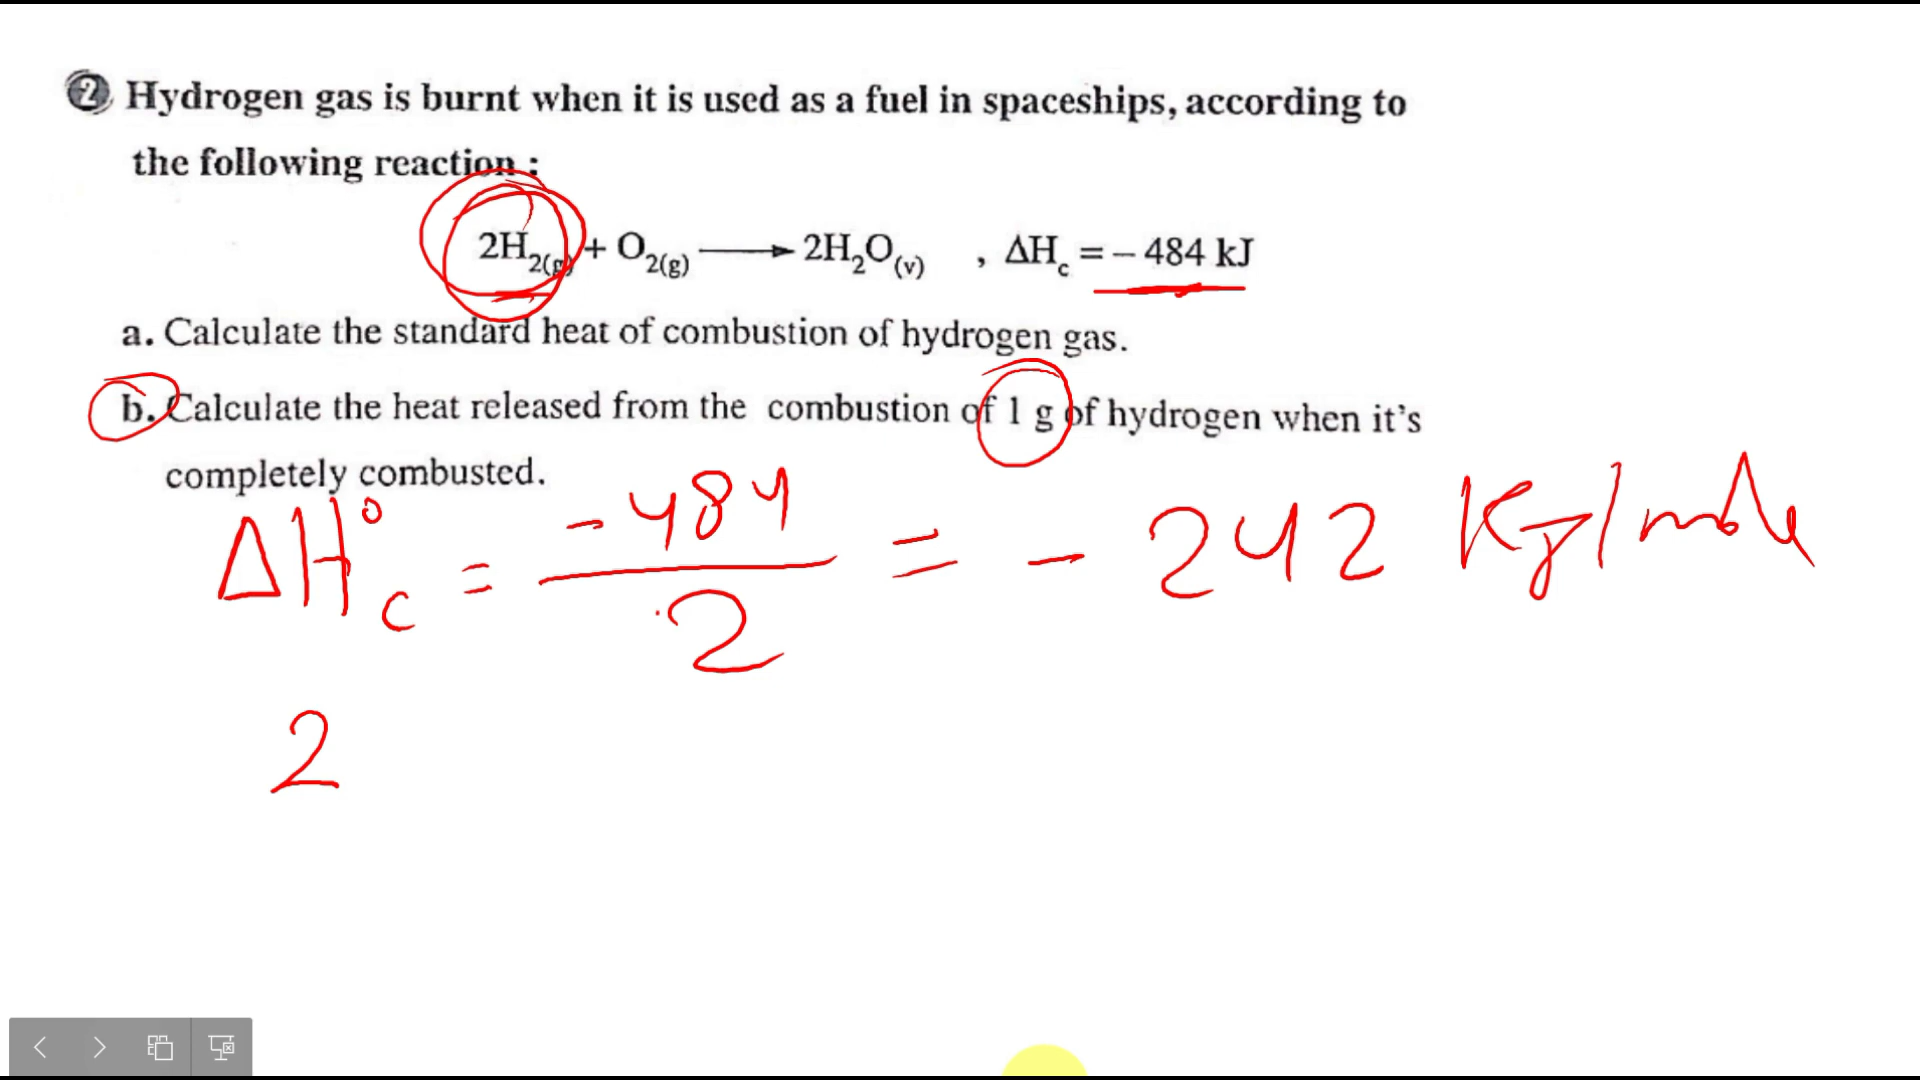 2 Hydrogen gas is burnt when it is used as a fuel in spaceships, according to
the following reaction :
2H₂(g) + O₂(g) ⟶ 2H₂O(v) , ΔHc = – 484 kJ
a. Calculate the standard heat of combustion of hydrogen gas.
b. Calculate the heat released from the combustion of 1 g of hydrogen when it's
completely combusted.
ΔH°c = -484 / 2 = - 242 KJ/mole
2